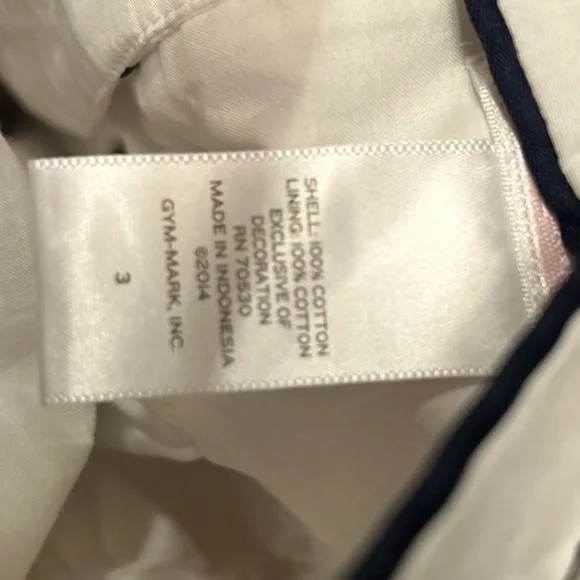 SHELL: 100% COTTON
LINING: 100% COTTON
EXCLUSIVE OF
DECORATION
RN 70530
MADE IN INDONESIA
©2014
GYM-MARK, INC.
3